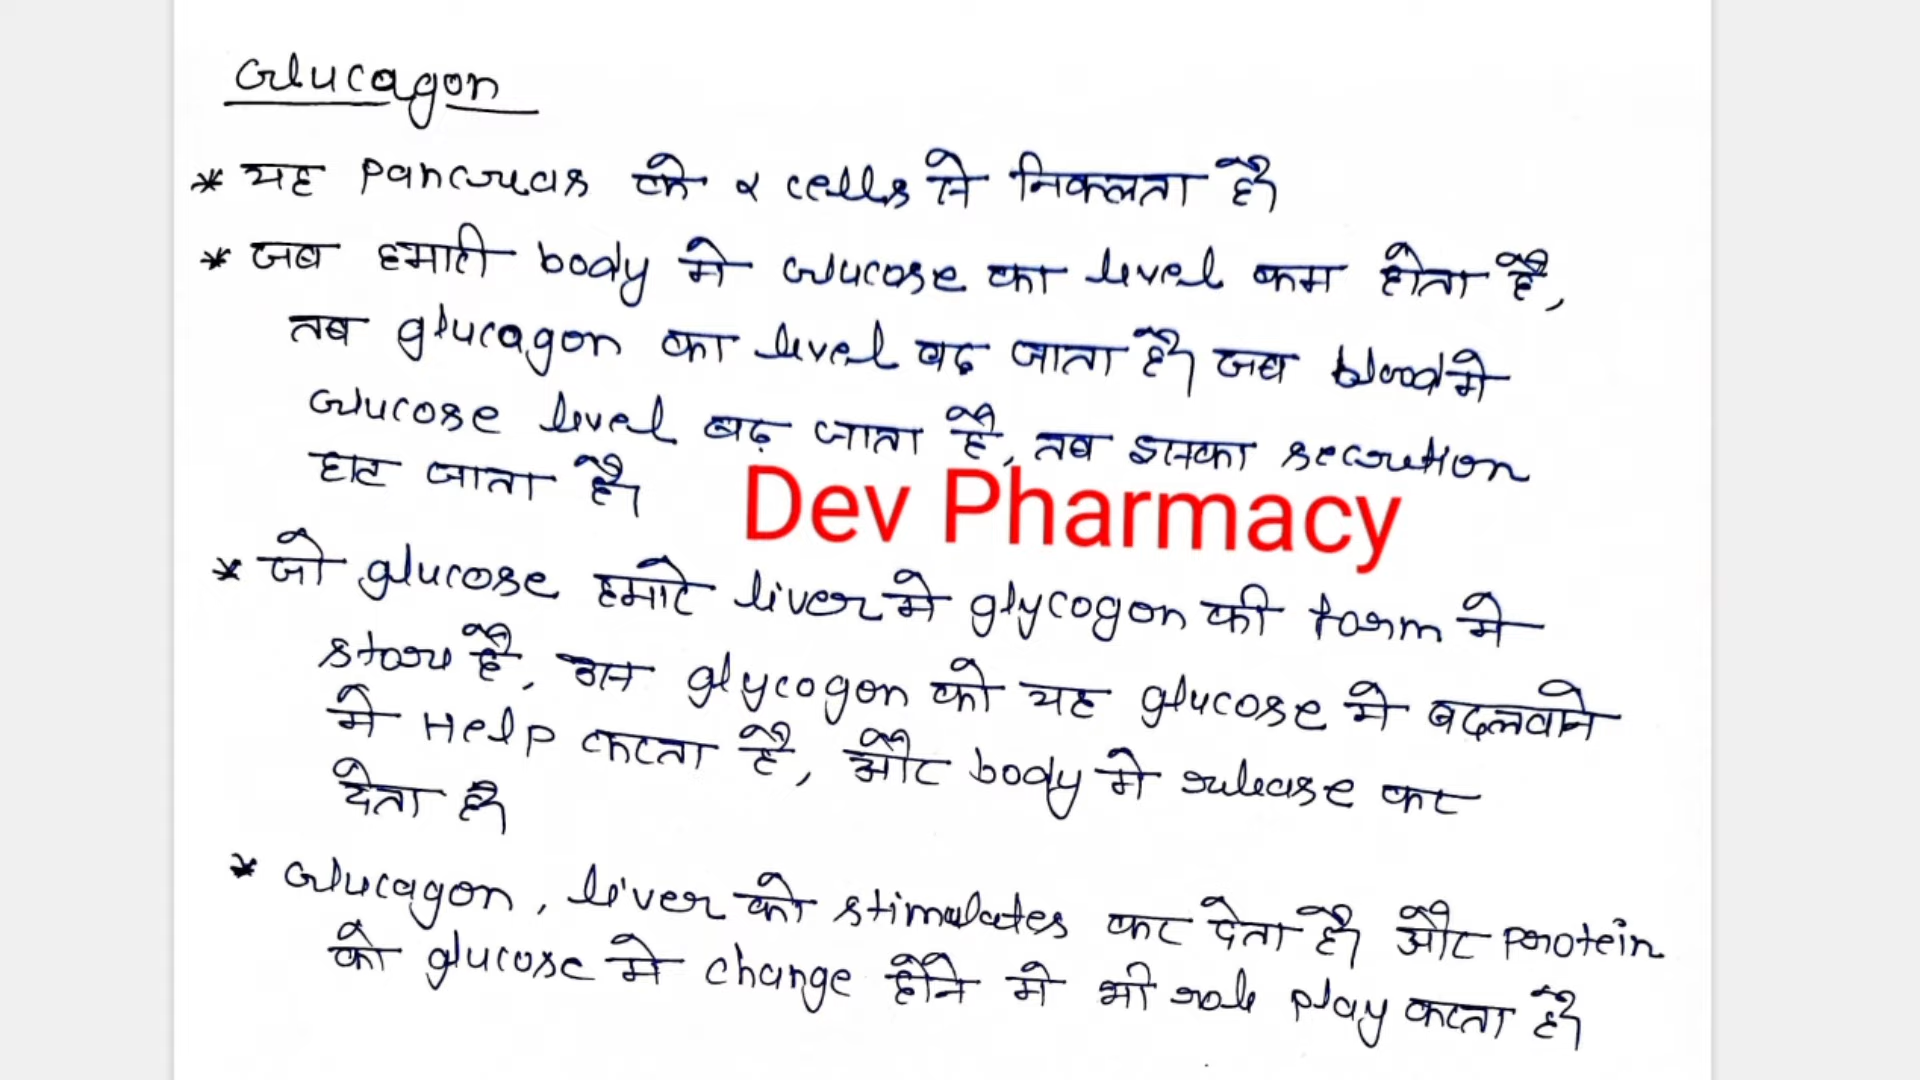 Glucagon
* यह Pancreas के α cells से निकलता है।
* जब हमारी body मे Glucose का level कम होता है,
तब glucagon का level बढ़ जाता है। जब blood मे
Glucose level बढ़ जाता है, तब इसका secretion
घट जाता है।
Dev Pharmacy
* जो glucose हमारे liver मे glycogon की form मे
store है, उस glycogon को यह glucose मे बदलवाने
मे Help करता है, और body मे release कर
देता है।
* Glucagon, liver को stimulates कर देता है। और protein
को glucose मे change होने मे भी role play करता है।